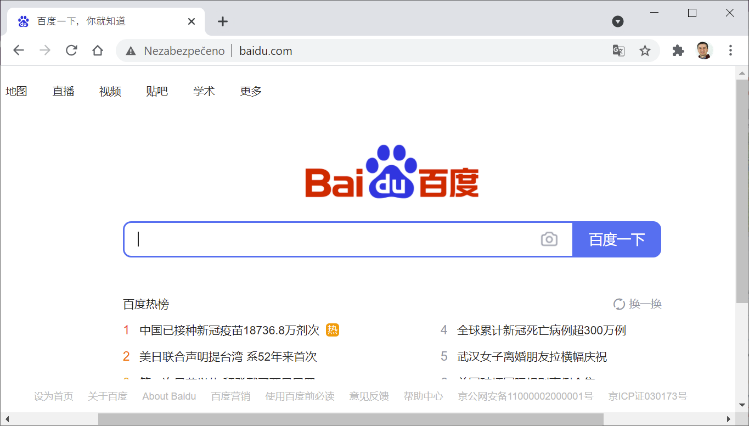 百度一下，你就知道
Nezabezpečeno | baidu.com
地图 直播 视频 贴吧 学术 更多
Bai du 百度
百度一下
百度热榜 换一换
1 中国已接种新冠疫苗18736.8万剂次 热
4 全球累计新冠死亡病例超300万例
2 美日联合声明提台湾 系52年来首次
5 武汉女子离婚朋友拉横幅庆祝
设为首页 关于百度 About Baidu 百度营销 使用百度前必读 意见反馈 帮助中心 京公网安备11000002000001号 京ICP证030173号